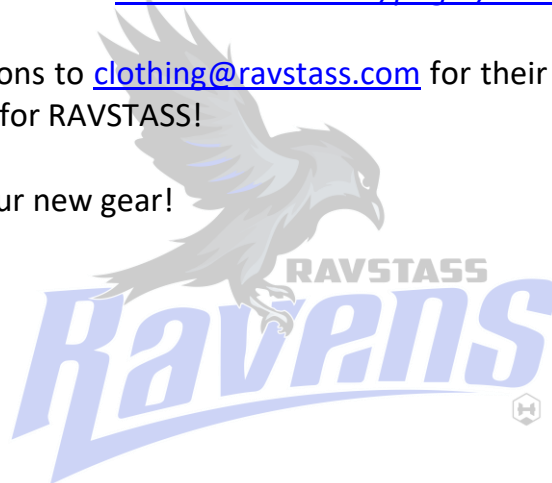 ons to clothing@ravstass.com for their
for RAVSTASS!
ur new gear!
RAVSTASS
Ravens